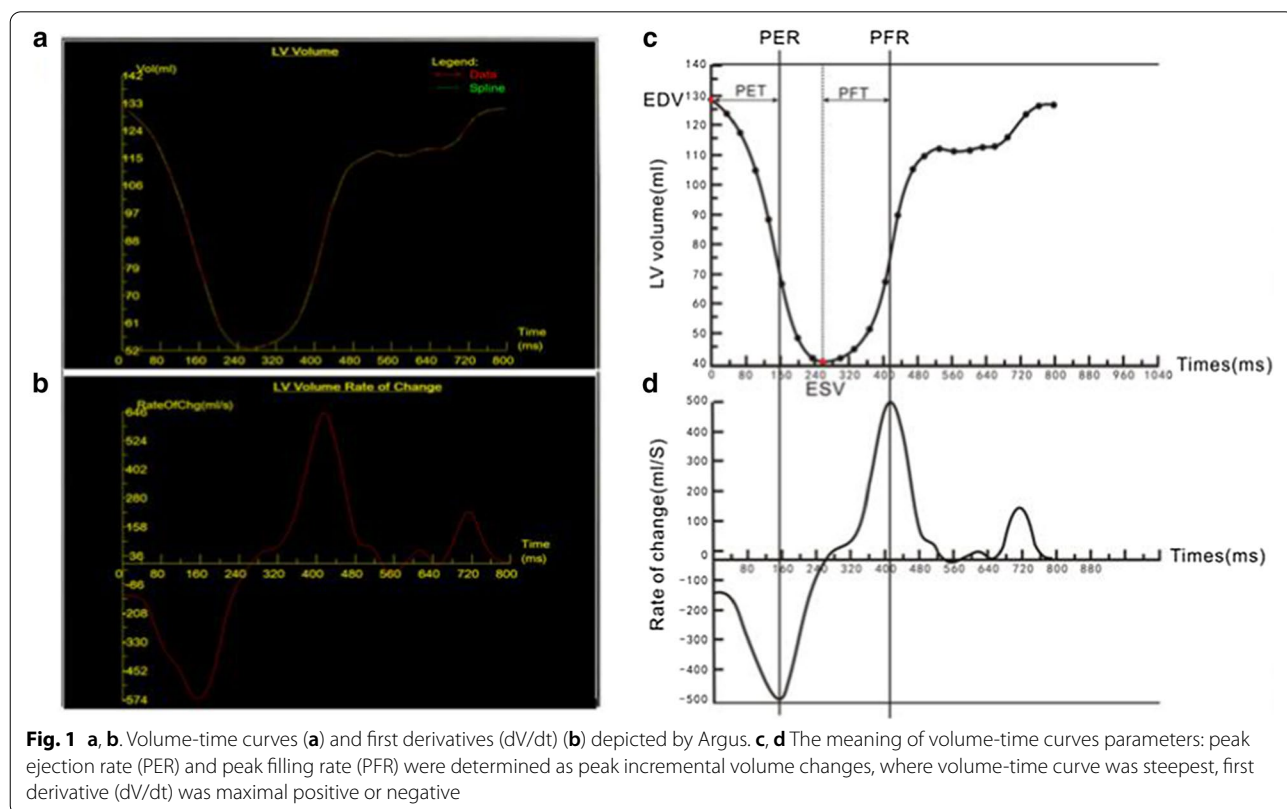 a
LV Volume
Vol(ml)
Legend:
Data
Spline
142
133
124
115
106
97
88
79
70
61
52
0 80 160 240 320 400 480 560 640 720 800
Time
(ms)
b
LV Volume Rate of Change
RateOfChg(ml/s)
646
524
402
280
158
36
-86
-330
-452
-574
0 80 160 240 320 400 480 560 640 720 800
Time
(ms)
c
PER PFR
140
130
120
110
100
90
80
70
60
50
40
EDV
PET PFT
LV volume(ml)
0 80 160 240 320 400 480 560 640 720 800 880 960 1040
Times(ms)
ESV
d
500
400
300
200
100
0
-100
-200
-300
-400
-500
Rate of change(ml/S)
80 160 240 320 400 480 560 640 720 800 880
Times(ms)
Fig. 1 a, b. Volume-time curves (a) and first derivatives (dV/dt) (b) depicted by Argus. c, d The meaning of volume-time curves parameters: peak
ejection rate (PER) and peak filling rate (PFR) were determined as peak incremental volume changes, where volume-time curve was steepest, first
derivative (dV/dt) was maximal positive or negative